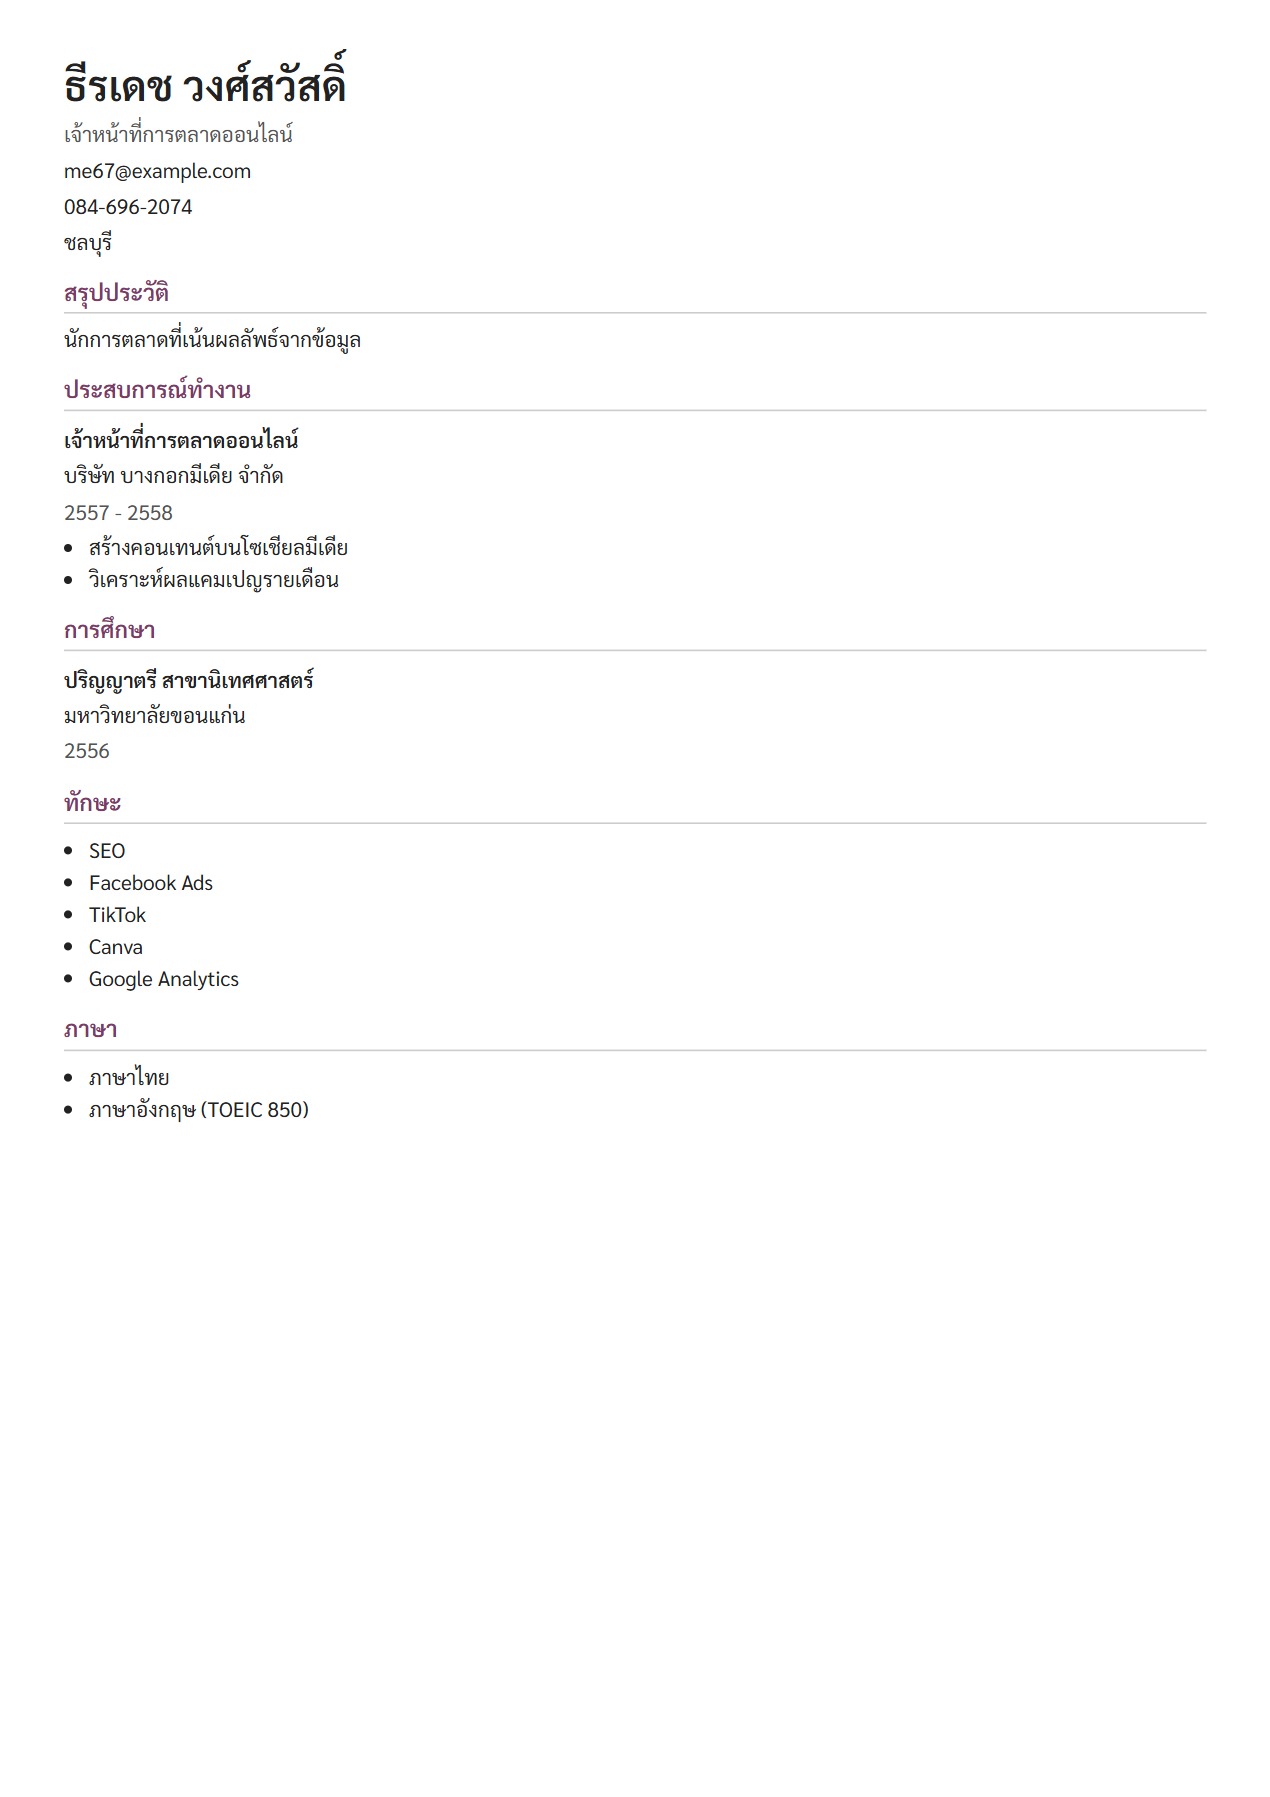 ธีรเดช วงศ์สวัสดิ์
เจ้าหน้าที่การตลาดออนไลน์
me67@example.com
084-696-2074
ชลบุรี
สรุปประวัติ
นักการตลาดที่เน้นผลลัพธ์จากข้อมูล
ประสบการณ์ทำงาน
เจ้าหน้าที่การตลาดออนไลน์
บริษัท บางกอกมีเดีย จำกัด
2557 - 2558
• สร้างคอนเทนต์บนโซเชียลมีเดีย
• วิเคราะห์ผลแคมเปญรายเดือน
การศึกษา
ปริญญาตรี สาขานิเทศศาสตร์
มหาวิทยาลัยขอนแก่น
2556
ทักษะ
• SEO
• Facebook Ads
• TikTok
• Canva
• Google Analytics
ภาษา
• ภาษาไทย
• ภาษาอังกฤษ (TOEIC 850)